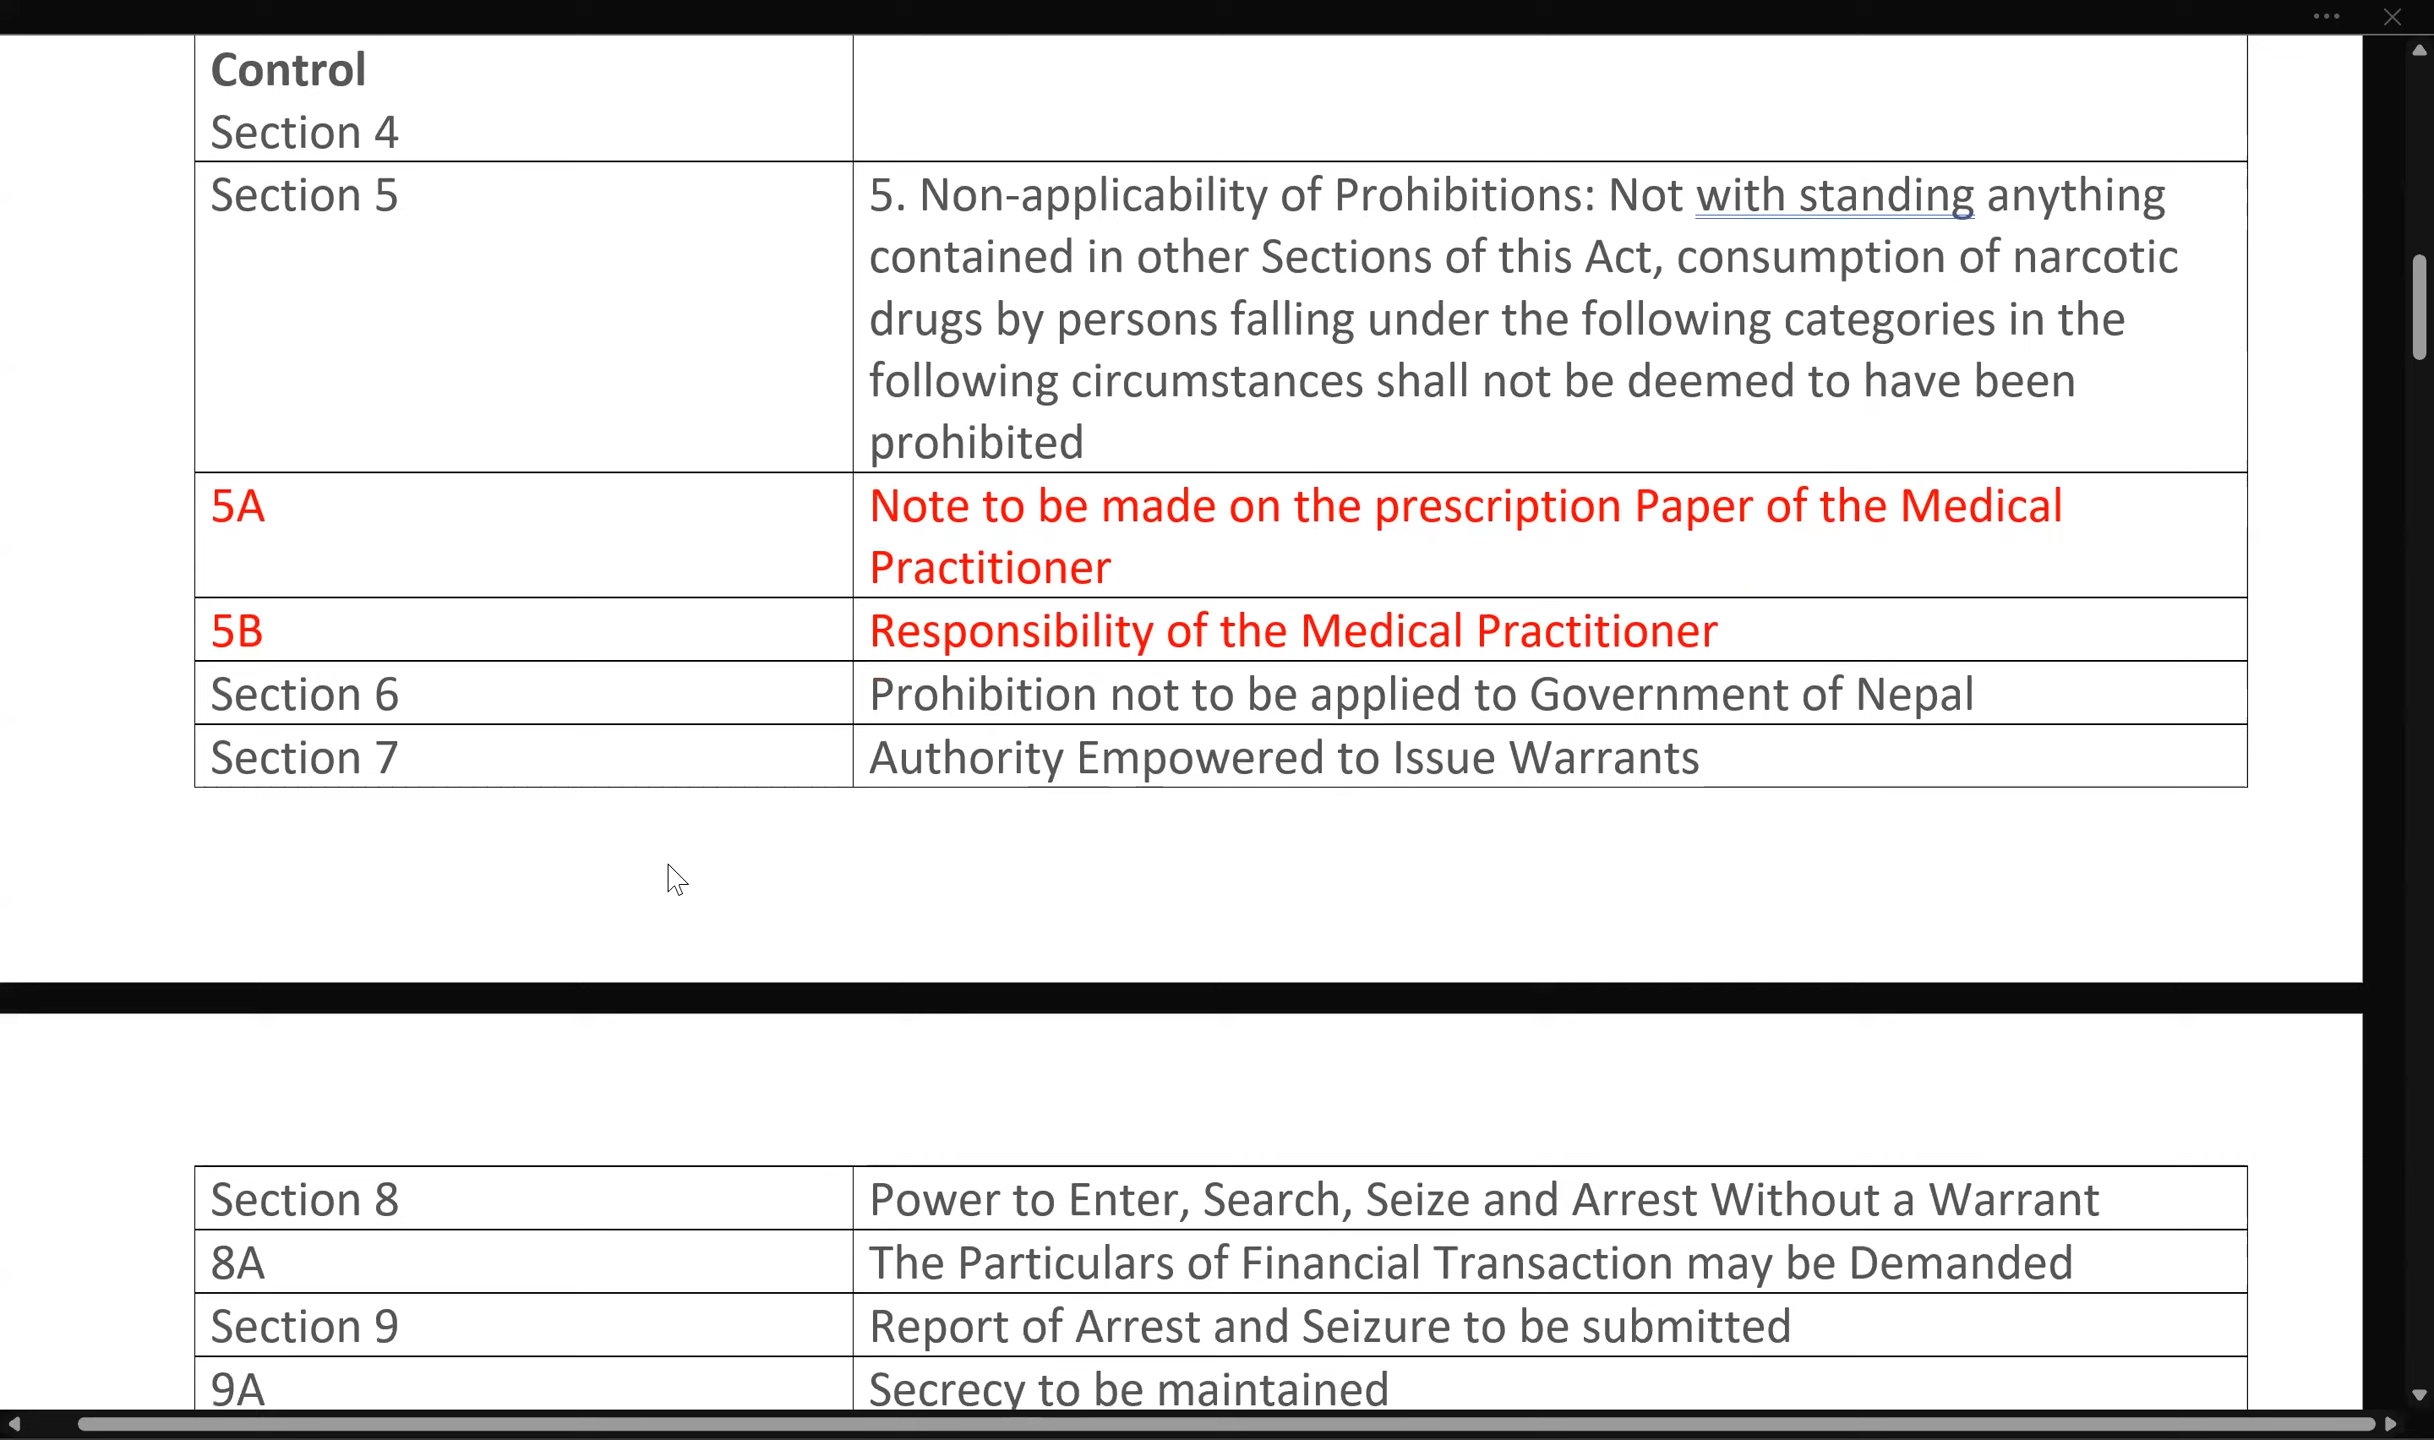 Control
Section 4
Section 5
5. Non-applicability of Prohibitions: Not with standing anything
contained in other Sections of this Act, consumption of narcotic
drugs by persons falling under the following categories in the
following circumstances shall not be deemed to have been
prohibited
5A
Note to be made on the prescription Paper of the Medical
Practitioner
5B
Responsibility of the Medical Practitioner
Section 6
Prohibition not to be applied to Government of Nepal
Section 7
Authority Empowered to Issue Warrants
Section 8
Power to Enter, Search, Seize and Arrest Without a Warrant
8A
The Particulars of Financial Transaction may be Demanded
Section 9
Report of Arrest and Seizure to be submitted
9A
Secrecy to be maintained